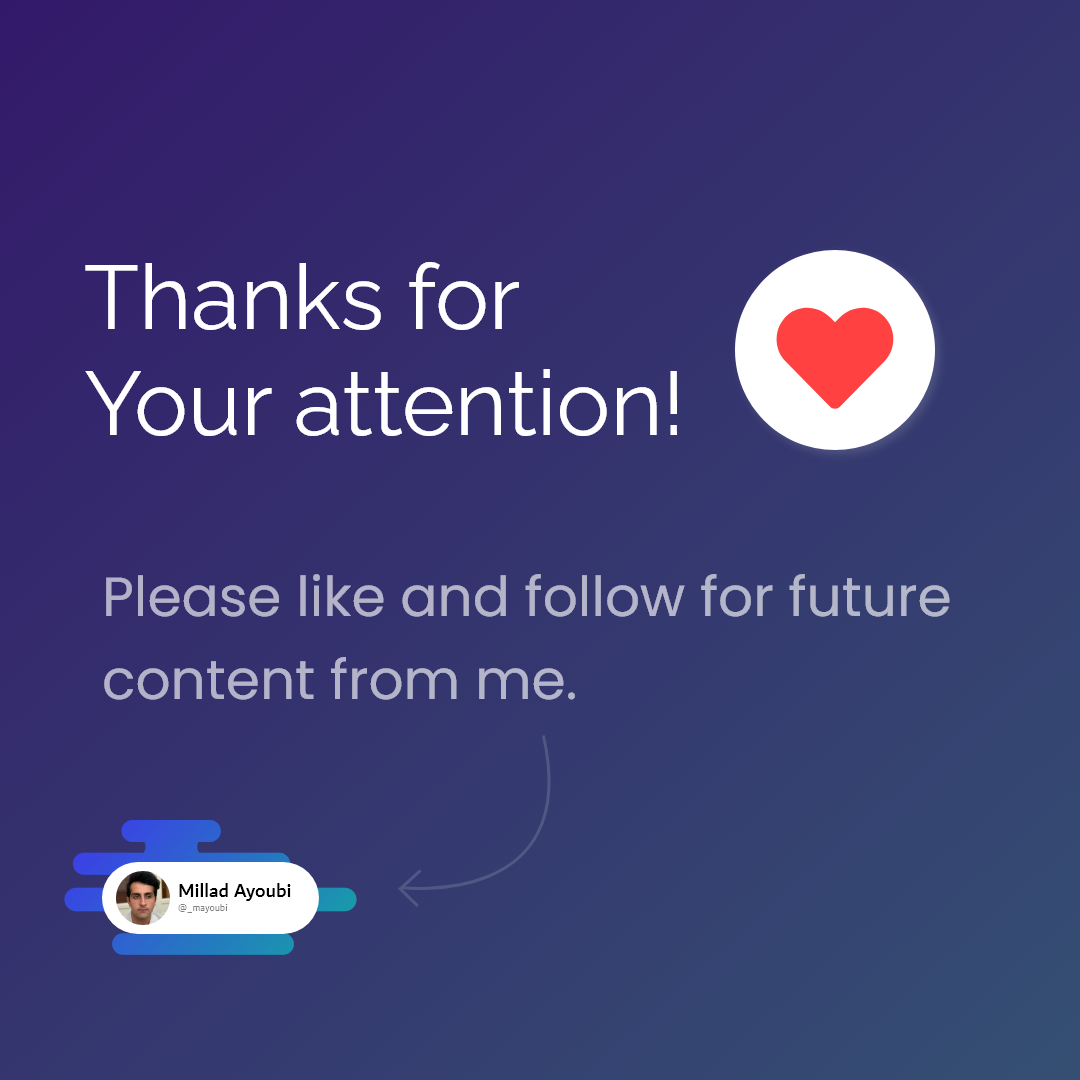 Thanks for
Your attention!
Please like and follow for future
content from me.
Millad Ayoubi
@_mayoubi